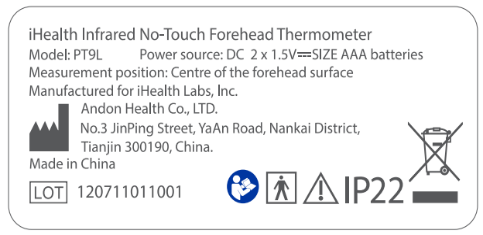 iHealth Infrared No-Touch Forehead Thermometer
Model: PT9L Power source: DC 2 x 1.5V⎓SIZE AAA batteries
Measurement position: Centre of the forehead surface
Manufactured for iHealth Labs, Inc.
Andon Health Co., LTD.
No.3 JinPing Street, YaAn Road, Nankai District,
Tianjin 300190, China.
Made in China
LOT 120711011001 IP22